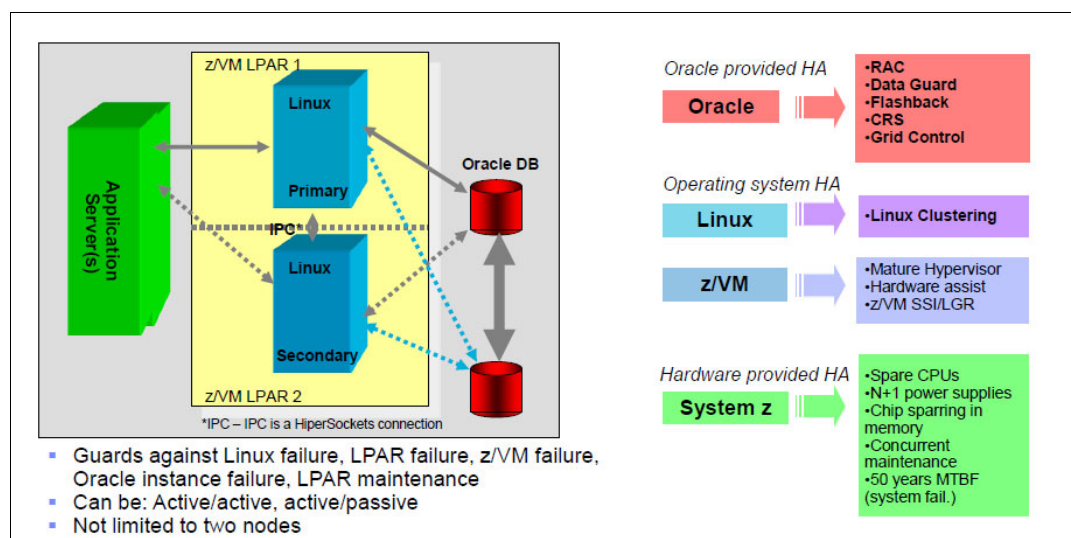 z/VM LPAR 1
Linux
Primary
Application
Server(s)
IPC*
Linux
Secondary
z/VM LPAR 2
Oracle DB
*IPC – IPC is a HiperSockets connection
▪ Guards against Linux failure, LPAR failure, z/VM failure,
Oracle instance failure, LPAR maintenance
▪ Can be: Active/active, active/passive
▪ Not limited to two nodes
Oracle provided HA
Oracle
•RAC
•Data Guard
•Flashback
•CRS
•Grid Control
Operating system HA
Linux
•Linux Clustering
z/VM
•Mature Hypervisor
•Hardware assist
•z/VM SSI/LGR
Hardware provided HA
System z
•Spare CPUs
•N+1 power supplies
•Chip sparring in
memory
•Concurrent
maintenance
•50 years MTBF
(system fail.)